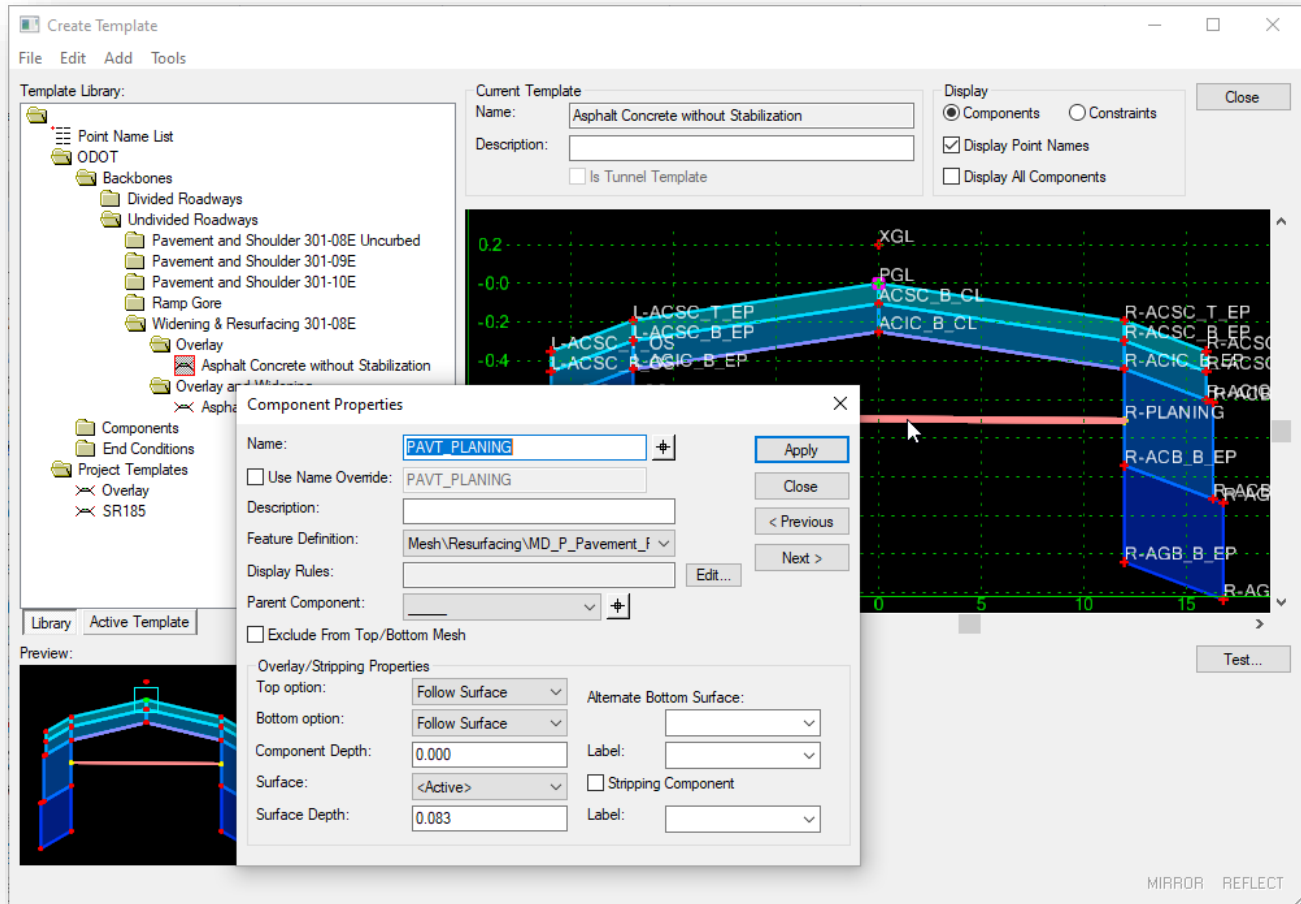 Create Template
File Edit Add Tools
Template Library:
Point Name List
ODOT
Backbones
Divided Roadways
Undivided Roadways
Pavement and Shoulder 301-08E Uncurbed
Pavement and Shoulder 301-09E
Pavement and Shoulder 301-10E
Ramp Gore
Widening & Resurfacing 301-08E
Overlay
Asphalt Concrete without Stabilization
Overlay and Widening
Components
End Conditions
Project Templates
Overlay
SR185
Library Active Template
Preview:
Current Template
Name: Asphalt Concrete without Stabilization
Description:
Is Tunnel Template
Display
Components Constraints
Display Point Names
Display All Components
Close
XGL
0.2
PGL
-0.0
ACSC_B_CL
L-ACSC_T_EP R-ACSC_T_EP
-0.2
ACIC_B_CL
L-ACSC_B_EP R-ACSC_B_EP
-0.4
R-ACIC_B_EP
R-PLANING
R-ACB_B_EP
R-AGB_B_EP
0 5 10 15
Test...
Component Properties
Name: PAVT_PLANING
Use Name Override: PAVT_PLANING
Description:
Feature Definition: Mesh\Resurfacing\MD_P_Pavement_
Display Rules: Edit...
Parent Component:
Exclude From Top/Bottom Mesh
Apply
Close
< Previous
Next >
Overlay/Stripping Properties
Top option: Follow Surface
Bottom option: Follow Surface
Component Depth: 0.000
Surface: <Active>
Surface Depth: 0.083
Alternate Bottom Surface:
Label:
Stripping Component
Label:
MIRROR REFLECT